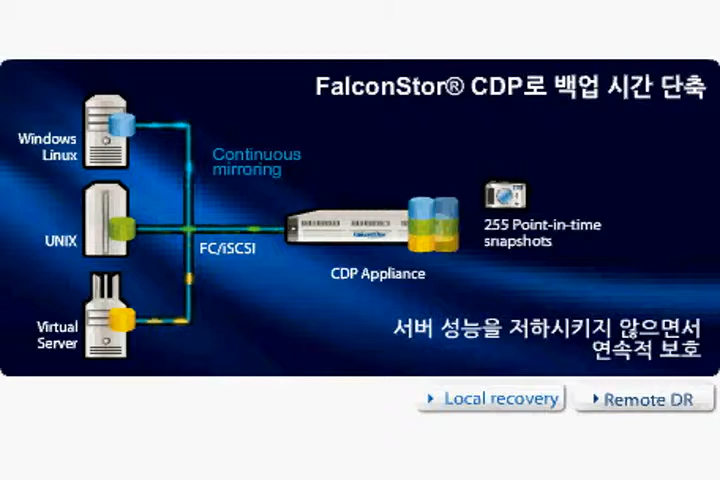 FalconStor® CDP로 백업 시간 단축
Windows
Linux
Continuous
mirroring
UNIX
FC/iSCSI
FalconStor
255 Point-in-time
snapshots
CDP Appliance
Virtual
Server
서버 성능을 저하시키지 않으면서
연속적 보호
Local recovery
Remote DR